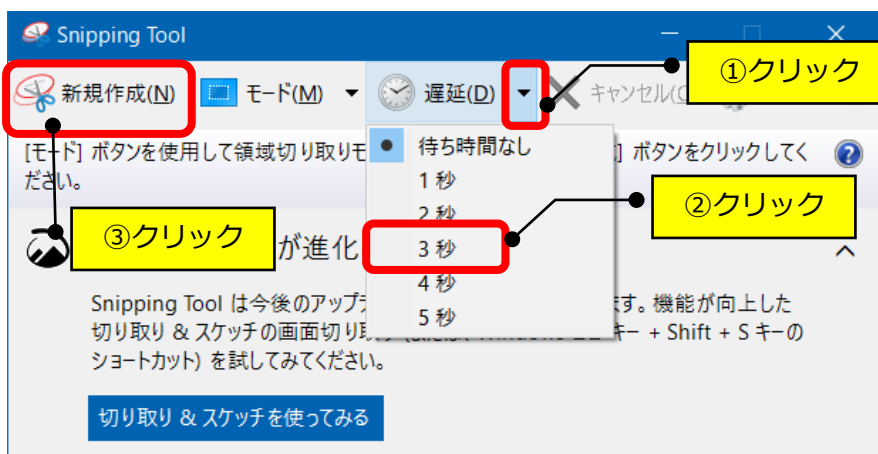 Snipping Tool
①クリック
新規作成(N) モード(M) 遅延(D) キャンセル(
[モード] ボタンを使用して領域切り取りモ ] ボタンをクリックしてく
ださい。
待ち時間なし
1 秒
2 秒
②クリック
③クリック
が進化
3 秒
4 秒
5 秒
Snipping Tool は今後のアップ す。機能が向上した
切り取り & スケッチの画面切り キー + Shift + S キーの
ショートカット) を試してみてください。
切り取り & スケッチを使ってみる